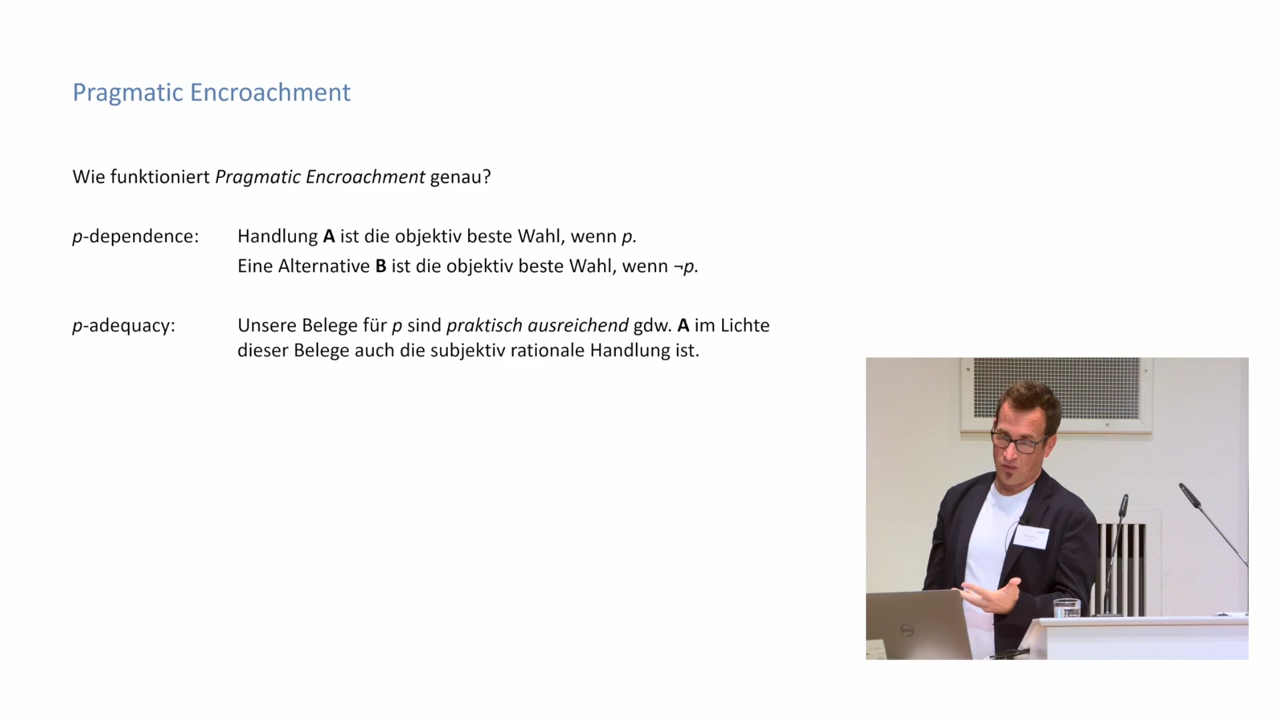 Pragmatic Encroachment
Wie funktioniert Pragmatic Encroachment genau?
p-dependence: Handlung A ist die objektiv beste Wahl, wenn p.
Eine Alternative B ist die objektiv beste Wahl, wenn ¬p.
p-adequacy: Unsere Belege für p sind praktisch ausreichend gdw. A im Lichte
dieser Belege auch die subjektiv rationale Handlung ist.